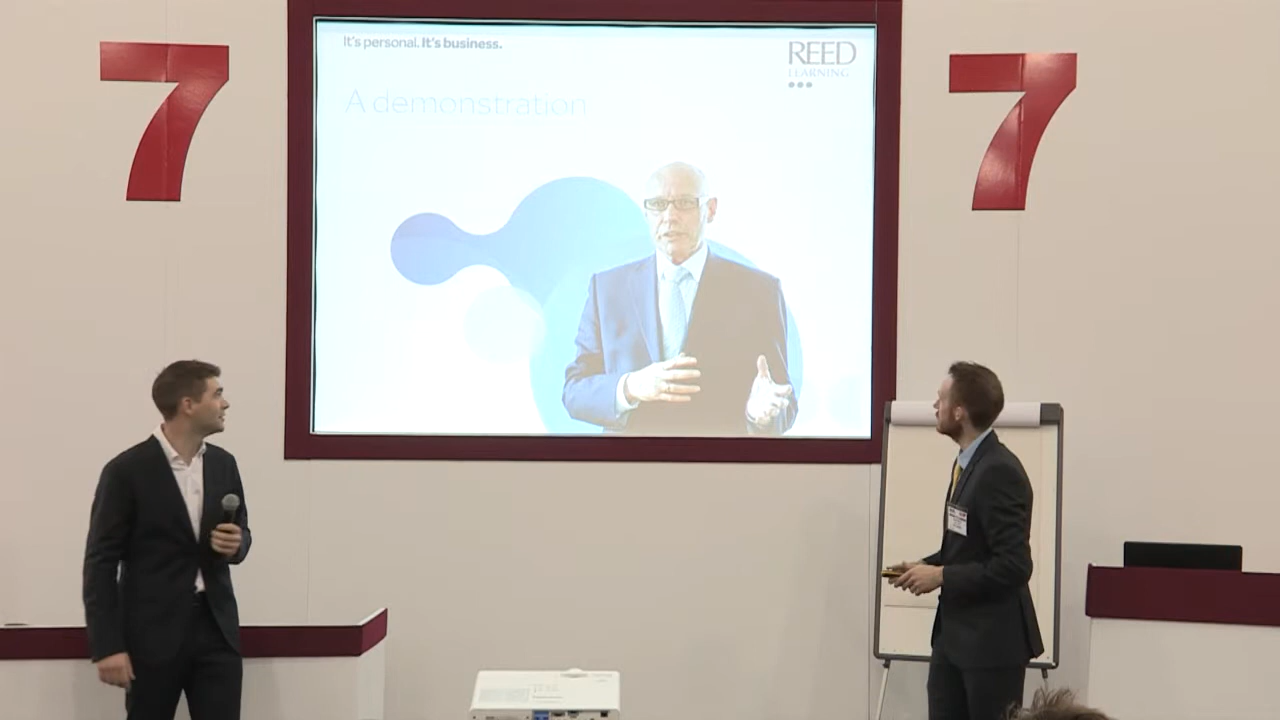 7
It's personal. It's business.
REED
LEARNING
A demonstration
7